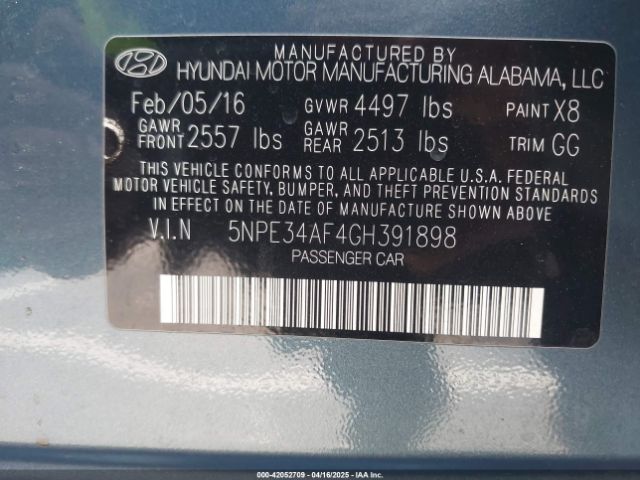 MANUFACTURED BY
HYUNDAI MOTOR MANUFACTURING ALABAMA, LLC
Feb/05/16 GVWR 4497 lbs PAINT X8
GAWR FRONT 2557 lbs GAWR REAR 2513 lbs TRIM GG
THIS VEHICLE CONFORMS TO ALL APPLICABLE U.S.A. FEDERAL
MOTOR VEHICLE SAFETY, BUMPER, AND THEFT PREVENTION STANDARDS
IN EFFECT ON THE DATE OF MANUFACTURE SHOWN ABOVE.
V.I.N 5NPE34AF4GH391898
PASSENGER CAR
000-42052709 - 04/16/2025 - IAAI.COM